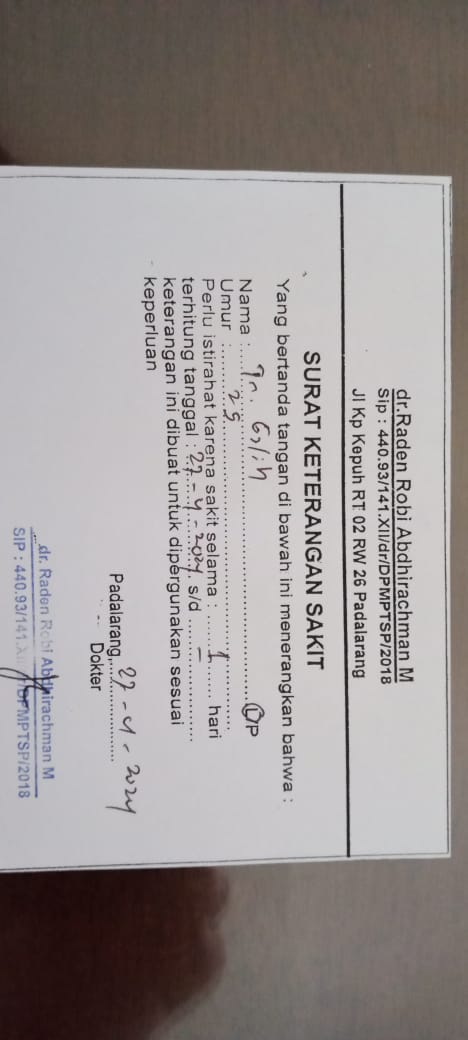 dr.Raden Robi Abdhirachman M
Sip : 440.93/141.XII/dr/DPMPTSP/2018
Jl Kp Kepuh RT 02 RW 26 Padalarang
SURAT KETERANGAN SAKIT
Yang bertanda tangan di bawah ini menerangkan bahwa :
Nama : Tn. Galih L/P
Umur : 29
Perlu istirahat karena sakit selama : 1 hari
terhitung tanggal : 27-4-2024 s/d –
keterangan ini dibuat untuk dipergunakan sesuai
keperluan
Padalarang, 27-4-2024
Dokter
dr. Raden Robi Abdhirachman M
SIP : 440.93/141.XII DPMPTSP/2018